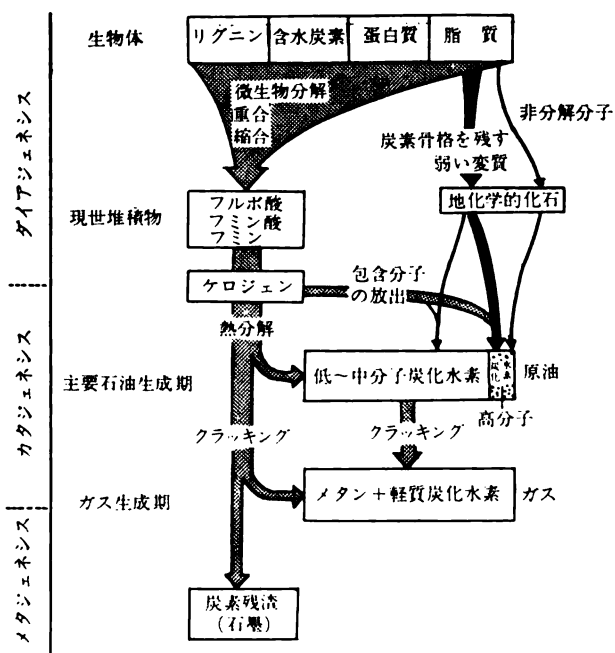 生物体
リグニン
含水炭素
蛋白質
脂 質
微生物分解
重合
縮合
非分解分子
炭素骨格を残す
弱い変質
ダイアジェネシス
現世堆積物
フルボ酸
フミン酸
フミン
地化学的化石
ケロジェン
包含分子
の放出
熱分解
カタジェネシス
主要石油生成期
低～中分子炭化水素
炭化水素
原油
高分子
クラッキング
クラッキング
ガス生成期
メタン＋軽質炭化水素
ガス
メタジェネシス
炭素残渣
(石墨)